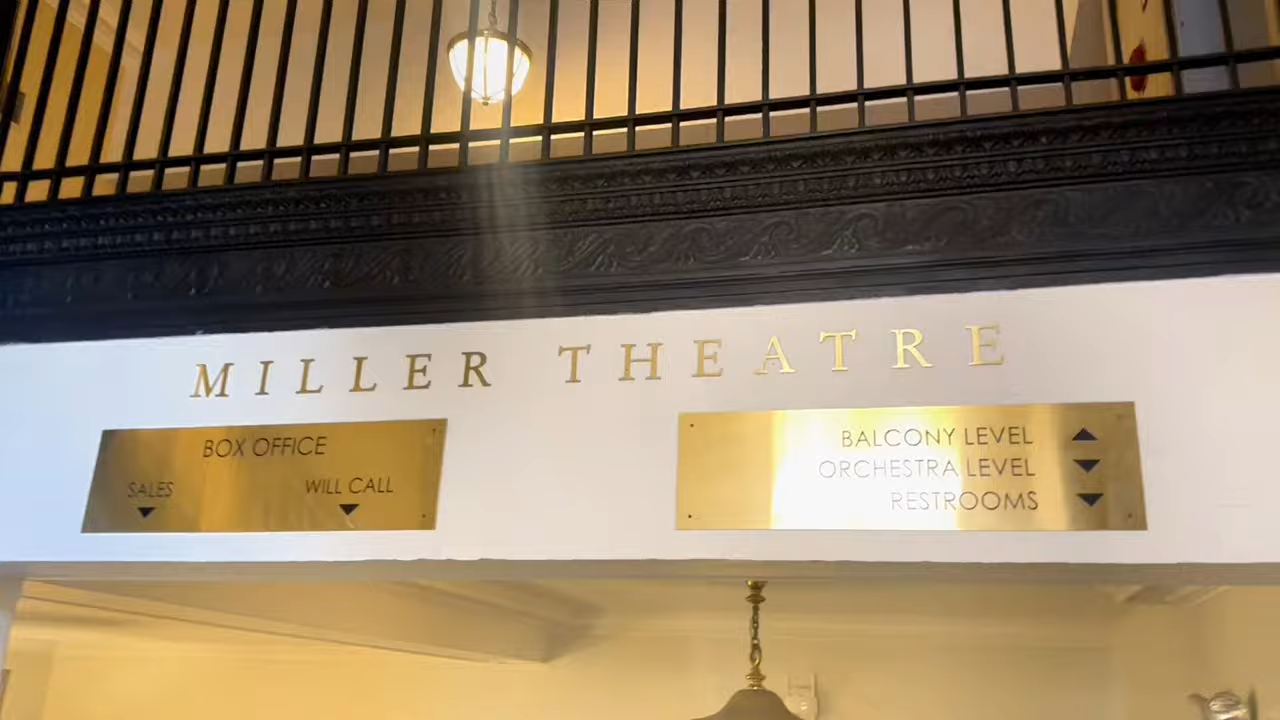 MILLER THEATRE
BOX OFFICE
SALES WILL CALL
BALCONY LEVEL
ORCHESTRA LEVEL
RESTROOMS